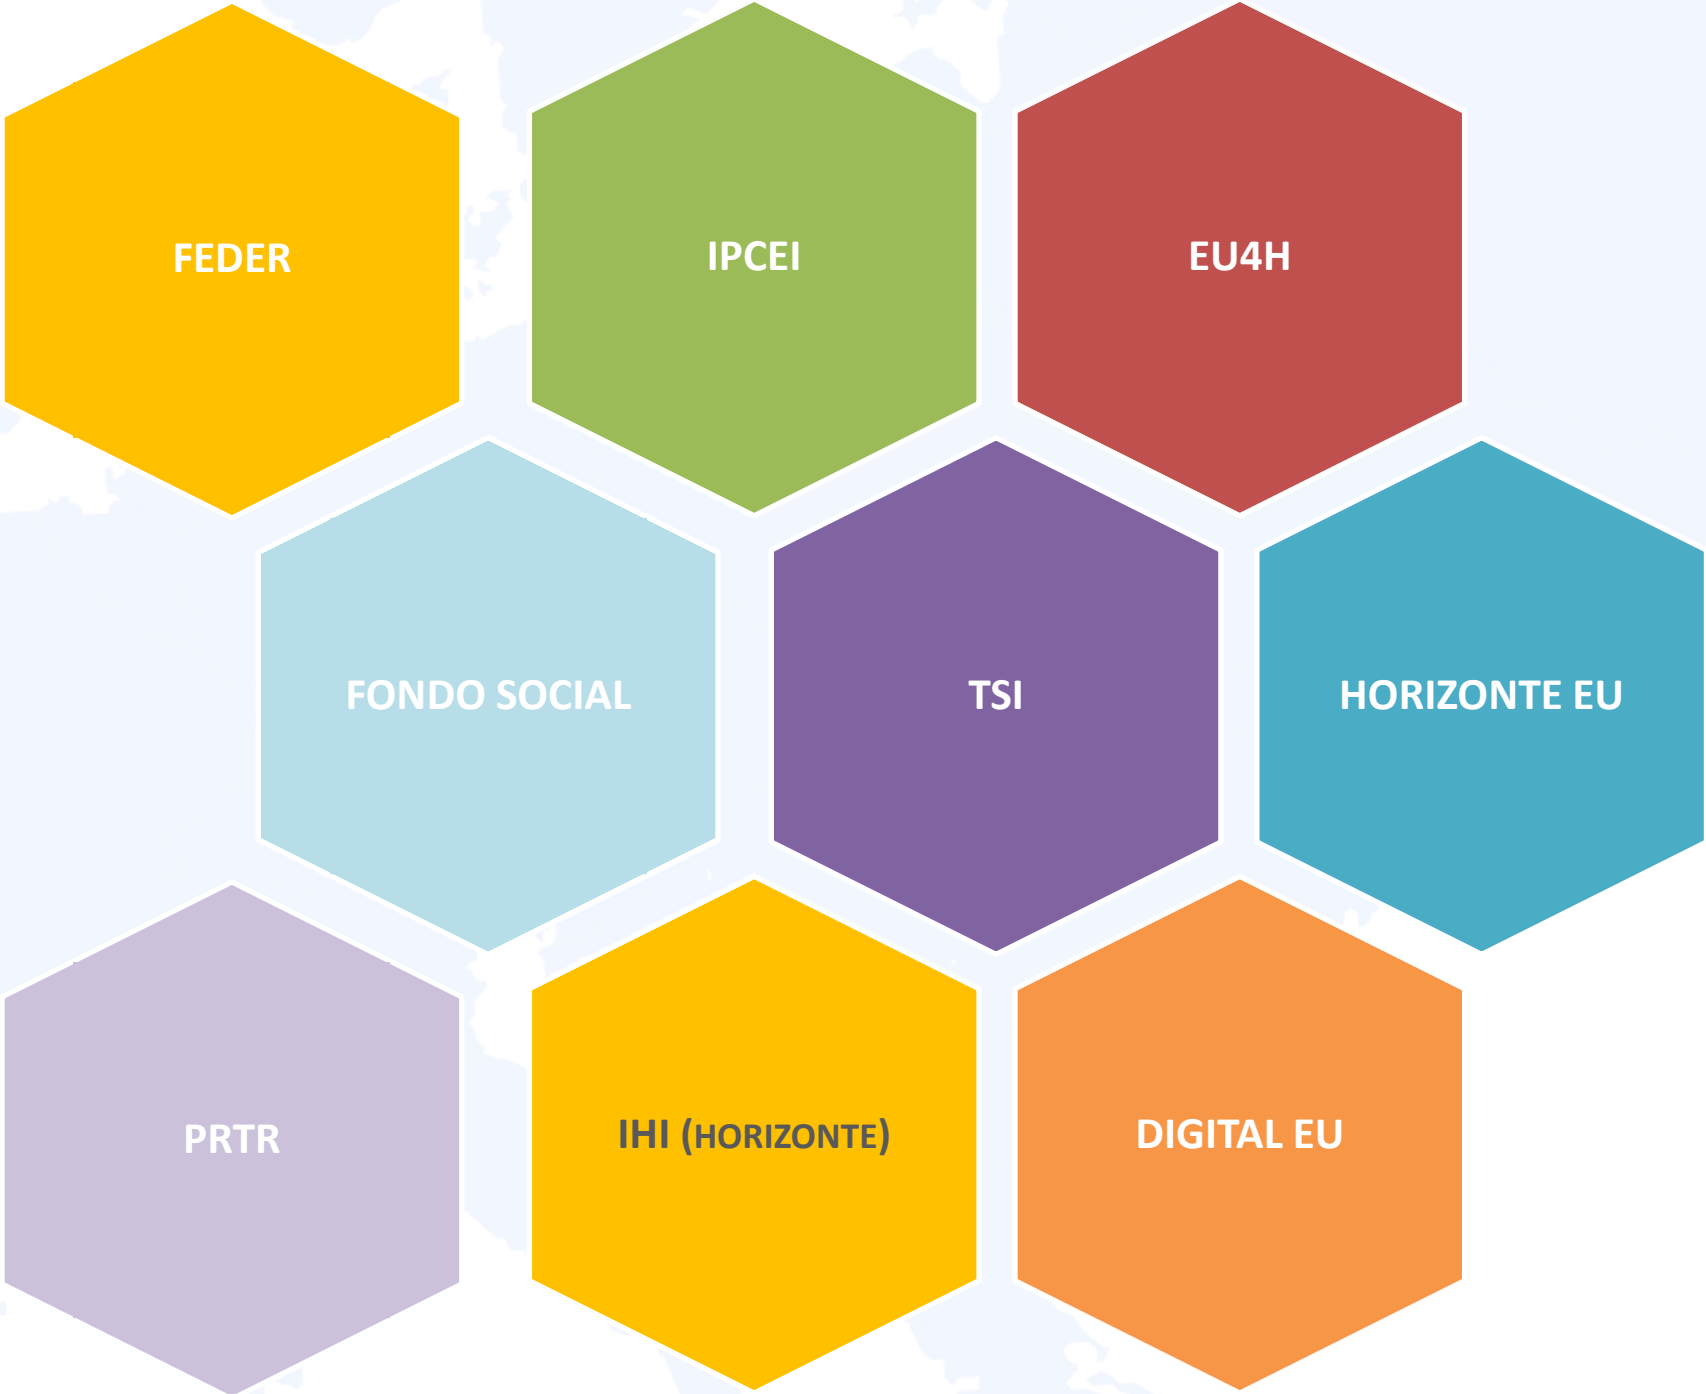 FEDER
IPCEI
EU4H
FONDO SOCIAL
TSI
HORIZONTE EU
PRTR
IHI (HORIZONTE)
DIGITAL EU